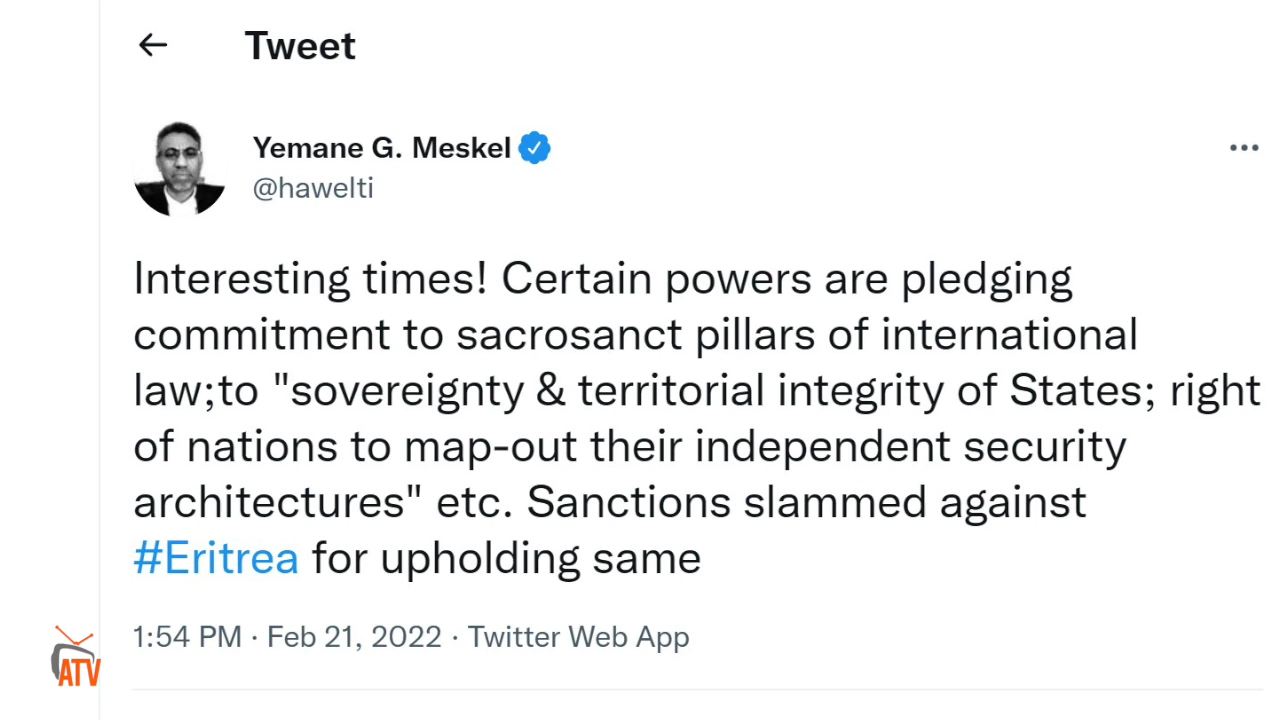 Tweet
Yemane G. Meskel
@hawelti
Interesting times! Certain powers are pledging
commitment to sacrosanct pillars of international
law;to "sovereignty & territorial integrity of States; right
of nations to map-out their independent security
architectures" etc. Sanctions slammed against
#Eritrea for upholding same
1:54 PM · Feb 21, 2022 · Twitter Web App
ATV